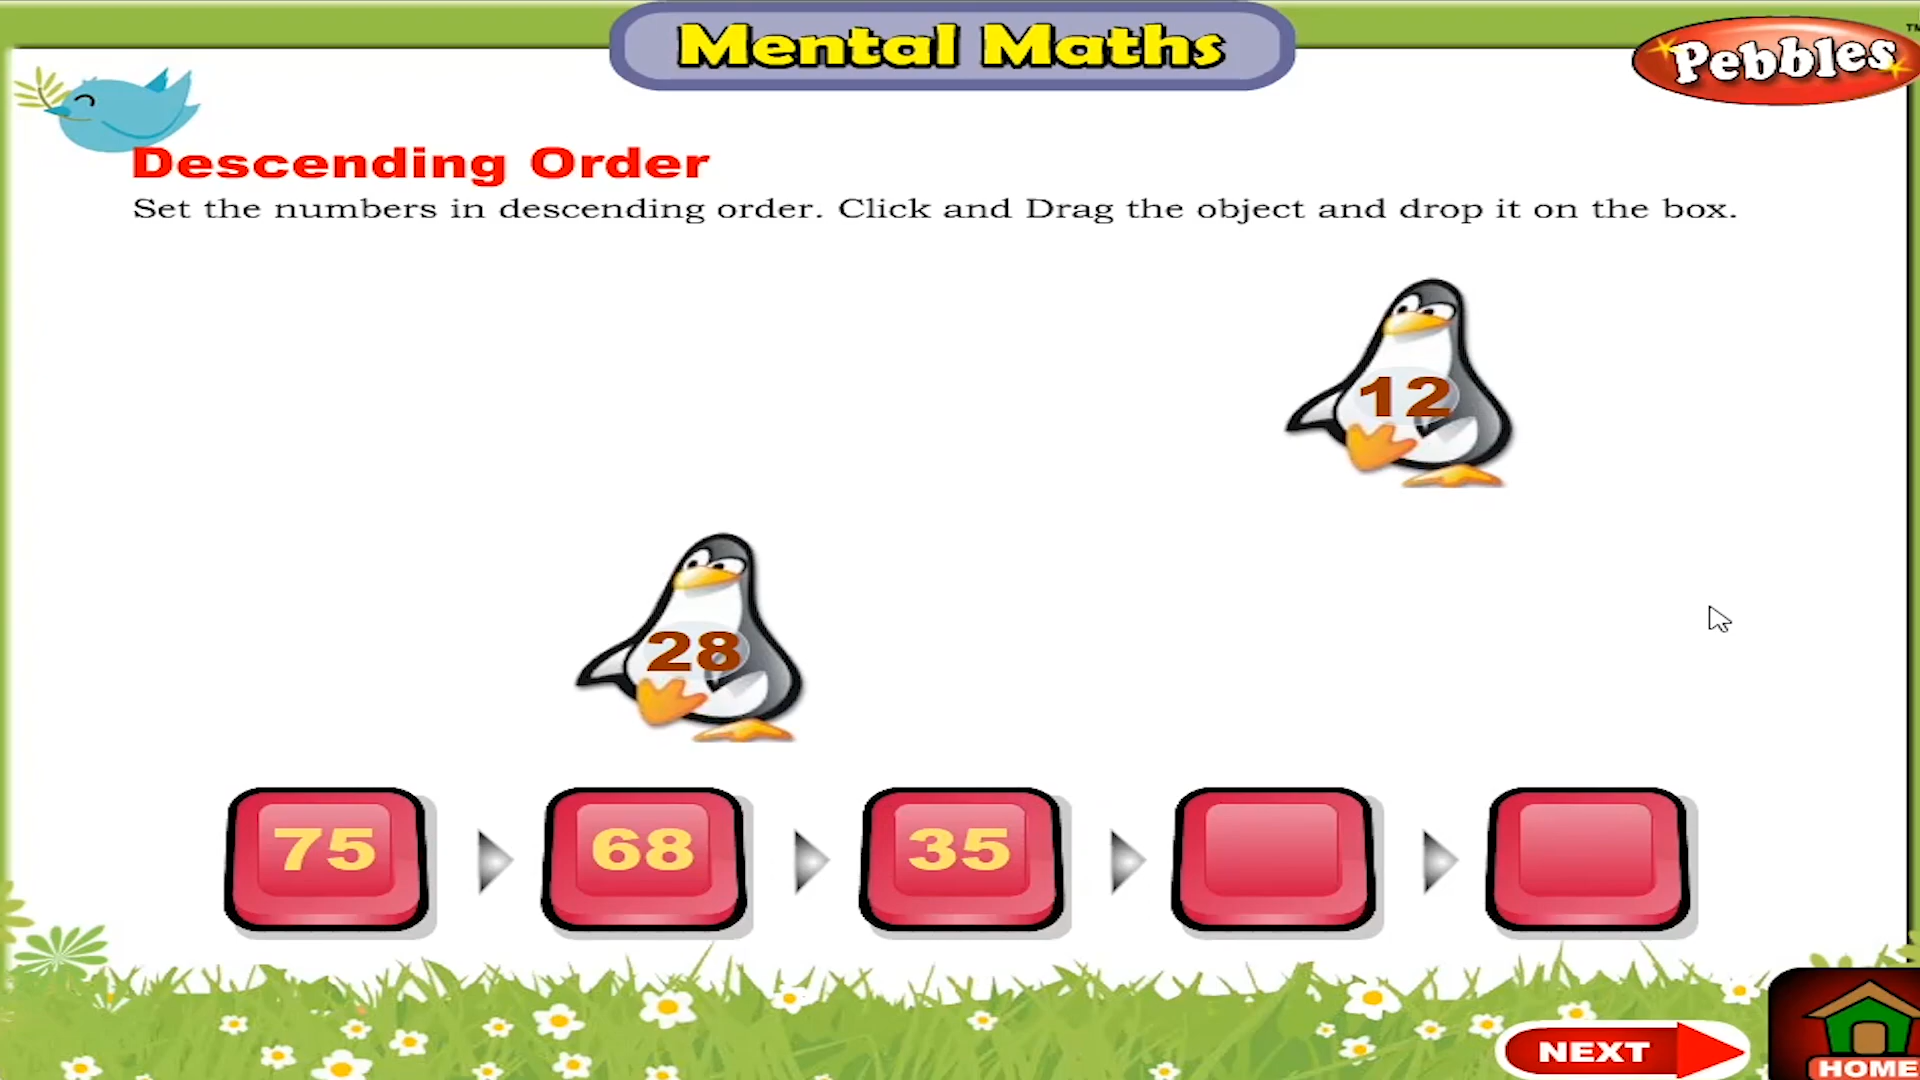 Mental Maths
Pebbles
TM
Descending Order
Set the numbers in descending order. Click and Drag the object and drop it on the box.
12
28
75 68 35
NEXT
HOME